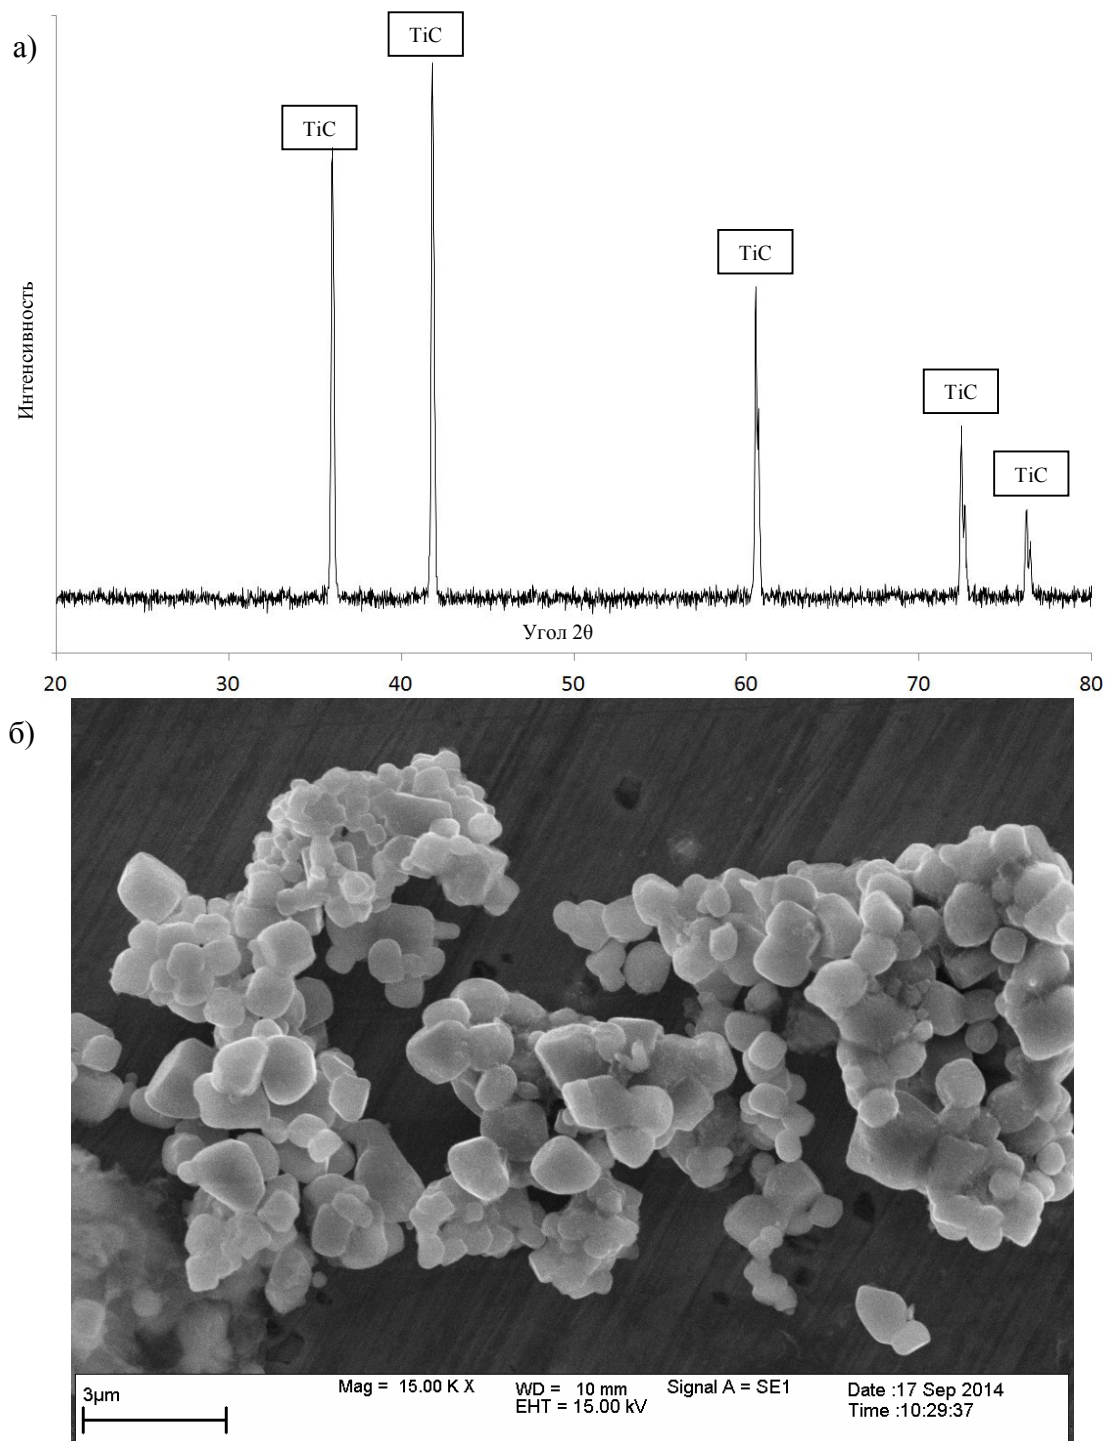 а)
TiC
TiC
TiC
TiC
TiC
Интенсивность
Угол 2θ
20 30 40 50 60 70 80
б)
3µm
Mag = 15.00 K X
WD = 10 mm
EHT = 15.00 kV
Signal A = SE1
Date :17 Sep 2014
Time :10:29:37